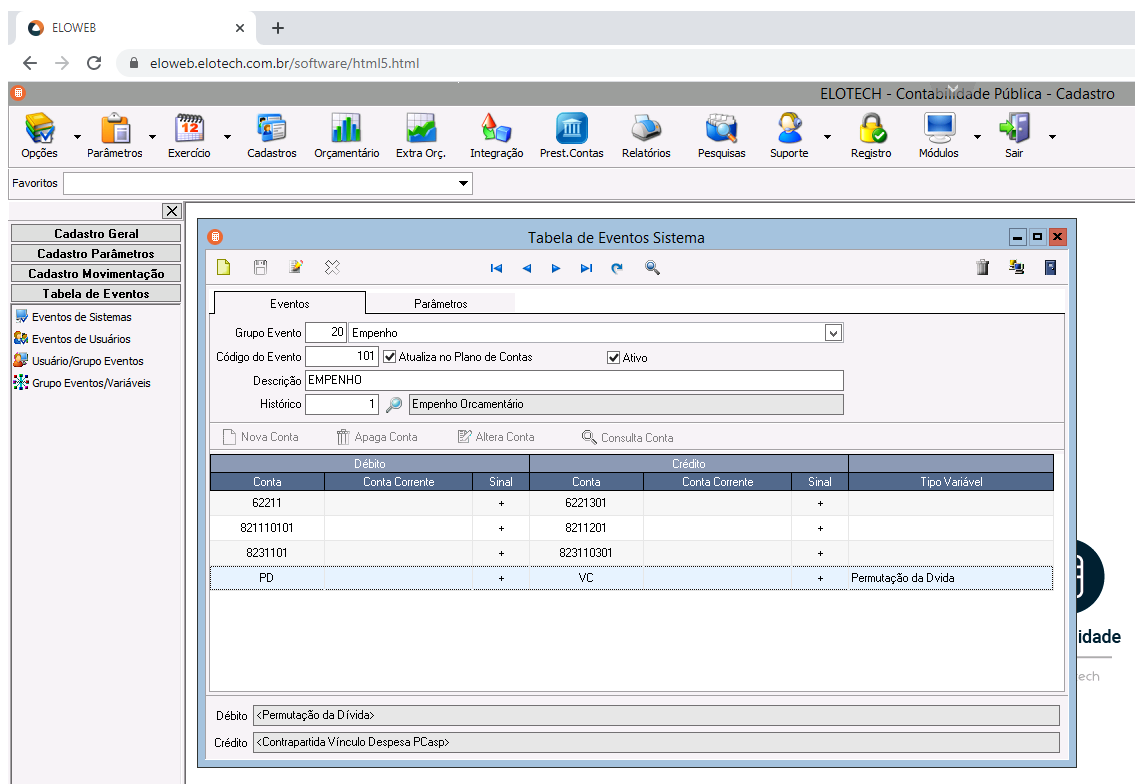 ELOWEB
eloweb.elotech.com.br/software/html5.html
ELOTECH - Contabilidade Pública - Cadastro
Opções Parâmetros Exercício Cadastros Orçamentário Extra Orç. Integração Prest.Contas Relatórios Pesquisas Suporte Registro Módulos Sair
Favoritos
Cadastro Geral
Cadastro Parâmetros
Cadastro Movimentação
Tabela de Eventos
Eventos de Sistemas
Eventos de Usuários
Usuário/Grupo Eventos
Grupo Eventos/Variáveis
Tabela de Eventos Sistema
Eventos Parâmetros
Grupo Evento 20 Empenho
Código do Evento 101 Atualiza no Plano de Contas Ativo
Descrição EMPENHO
Histórico 1 Empenho Orcamentário
Nova Conta Apaga Conta Altera Conta Consulta Conta
Débito Crédito
Conta Conta Corrente Sinal Conta Conta Corrente Sinal Tipo Variável
62211 + 6221301 +
821110101 + 8211201 +
8231101 + 823110301 +
PD + VC + Permutação da Dvida
Débito <Permutação da Dívida>
Crédito <Contrapartida Vínculo Despesa PCasp>
idade
ech